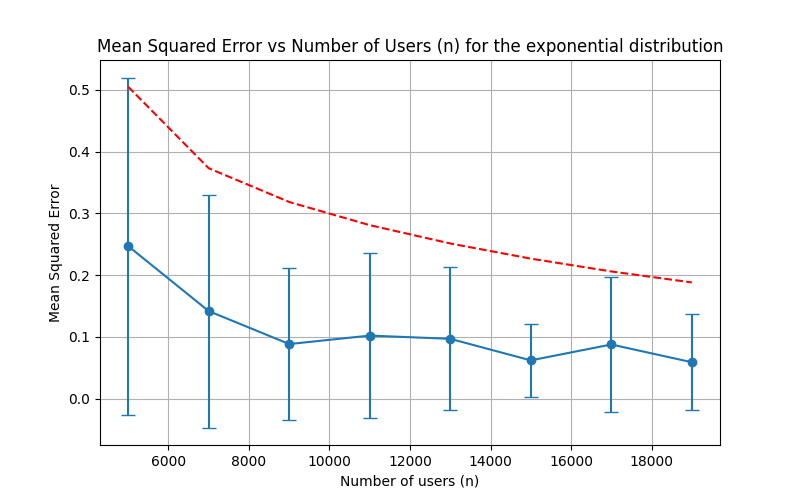 Mean Squared Error vs Number of Users (n) for the exponential distribution
Mean Squared Error
0.5
0.4
0.3
0.2
0.1
0.0
6000 8000 10000 12000 14000 16000 18000
Number of users (n)